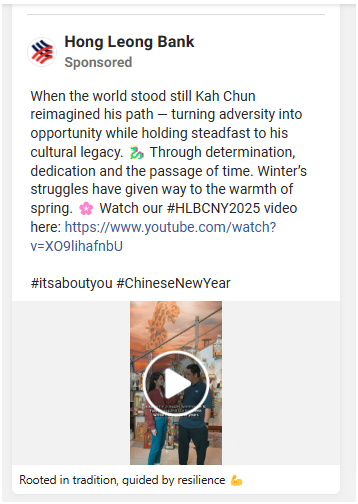 Hong Leong Bank
Sponsored
When the world stood still Kah Chun
reimagined his path — turning adversity into
opportunity while holding steadfast to his
cultural legacy. 🐉 Through determination,
dedication and the passage of time. Winter’s
struggles have given way to the warmth of
spring. 🌸 Watch our #HLBCNY2025 video
here: https://www.youtube.com/watch?
v=XO9lihafnbU
#itsaboutyou #ChineseNewYear
Rooted in tradition, guided by resilience 💪